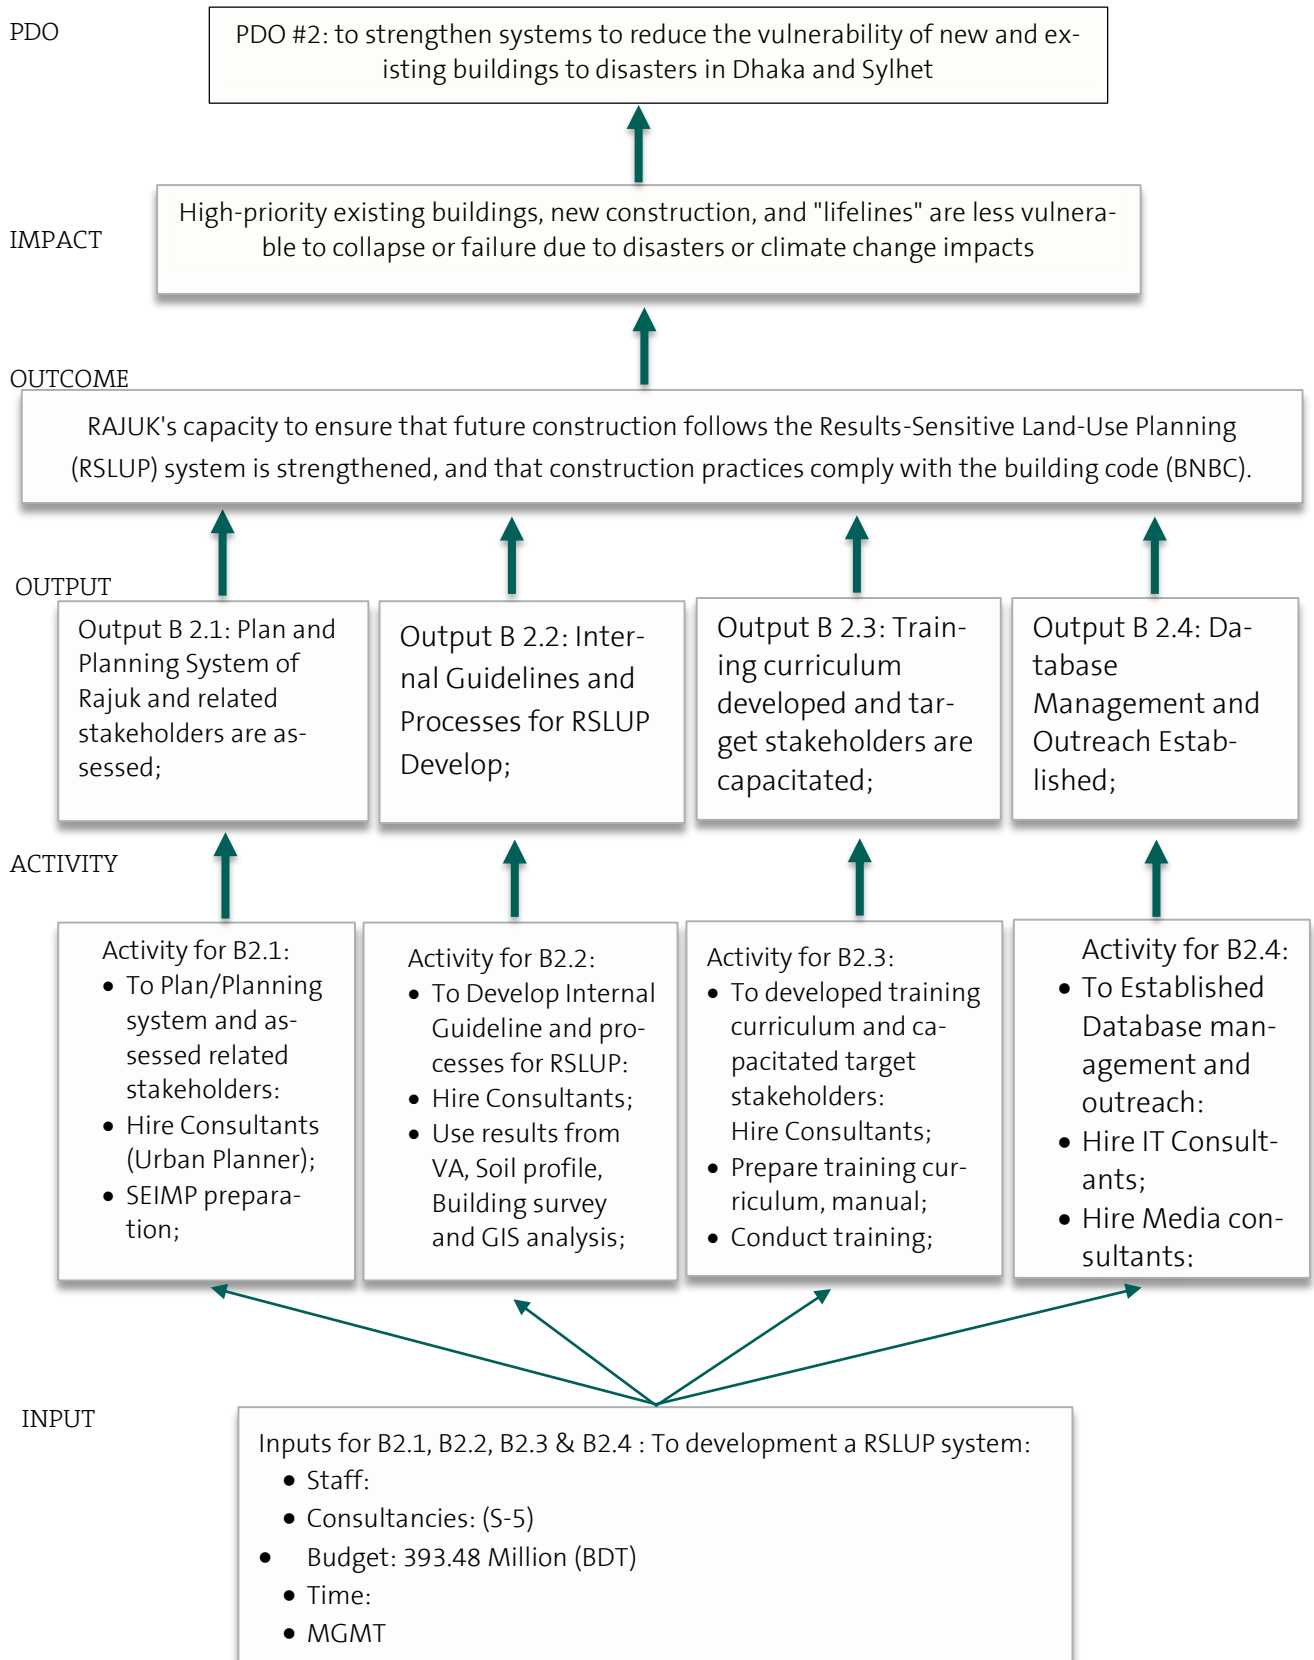 PDO
PDO #2: to strengthen systems to reduce the vulnerability of new and ex-
isting buildings to disasters in Dhaka and Sylhet
IMPACT
High-priority existing buildings, new construction, and "lifelines" are less vulnera-
ble to collapse or failure due to disasters or climate change impacts
OUTCOME
RAJUK's capacity to ensure that future construction follows the Results-Sensitive Land-Use Planning
(RSLUP) system is strengthened, and that construction practices comply with the building code (BNBC).
OUTPUT
Output B 2.1: Plan and
Planning System of
Rajuk and related
stakeholders are as-
sessed;
Output B 2.2: Inter-
nal Guidelines and
Processes for RSLUP
Develop;
Output B 2.3: Train-
ing curriculum
developed and tar-
get stakeholders are
capacitated;
Output B 2.4: Da-
tabase
Management and
Outreach Estab-
lished;
ACTIVITY
Activity for B2.1:
• To Plan/Planning
system and as-
sessed related
stakeholders:
• Hire Consultants
(Urban Planner);
• SEIMP prepara-
tion;
Activity for B2.2:
• To Develop Internal
Guideline and pro-
cesses for RSLUP:
• Hire Consultants;
• Use results from
VA, Soil profile,
Building survey
and GIS analysis;
Activity for B2.3:
• To developed training
curriculum and ca-
pacitated target
stakeholders:
Hire Consultants;
• Prepare training cur-
riculum, manual;
• Conduct training;
Activity for B2.4:
• To Established
Database man-
agement and
outreach:
• Hire IT Consult-
ants;
• Hire Media con-
sultants;
INPUT
Inputs for B2.1, B2.2, B2.3 & B2.4 : To development a RSLUP system:
• Staff:
• Consultancies: (S-5)
• Budget: 393.48 Million (BDT)
• Time:
• MGMT